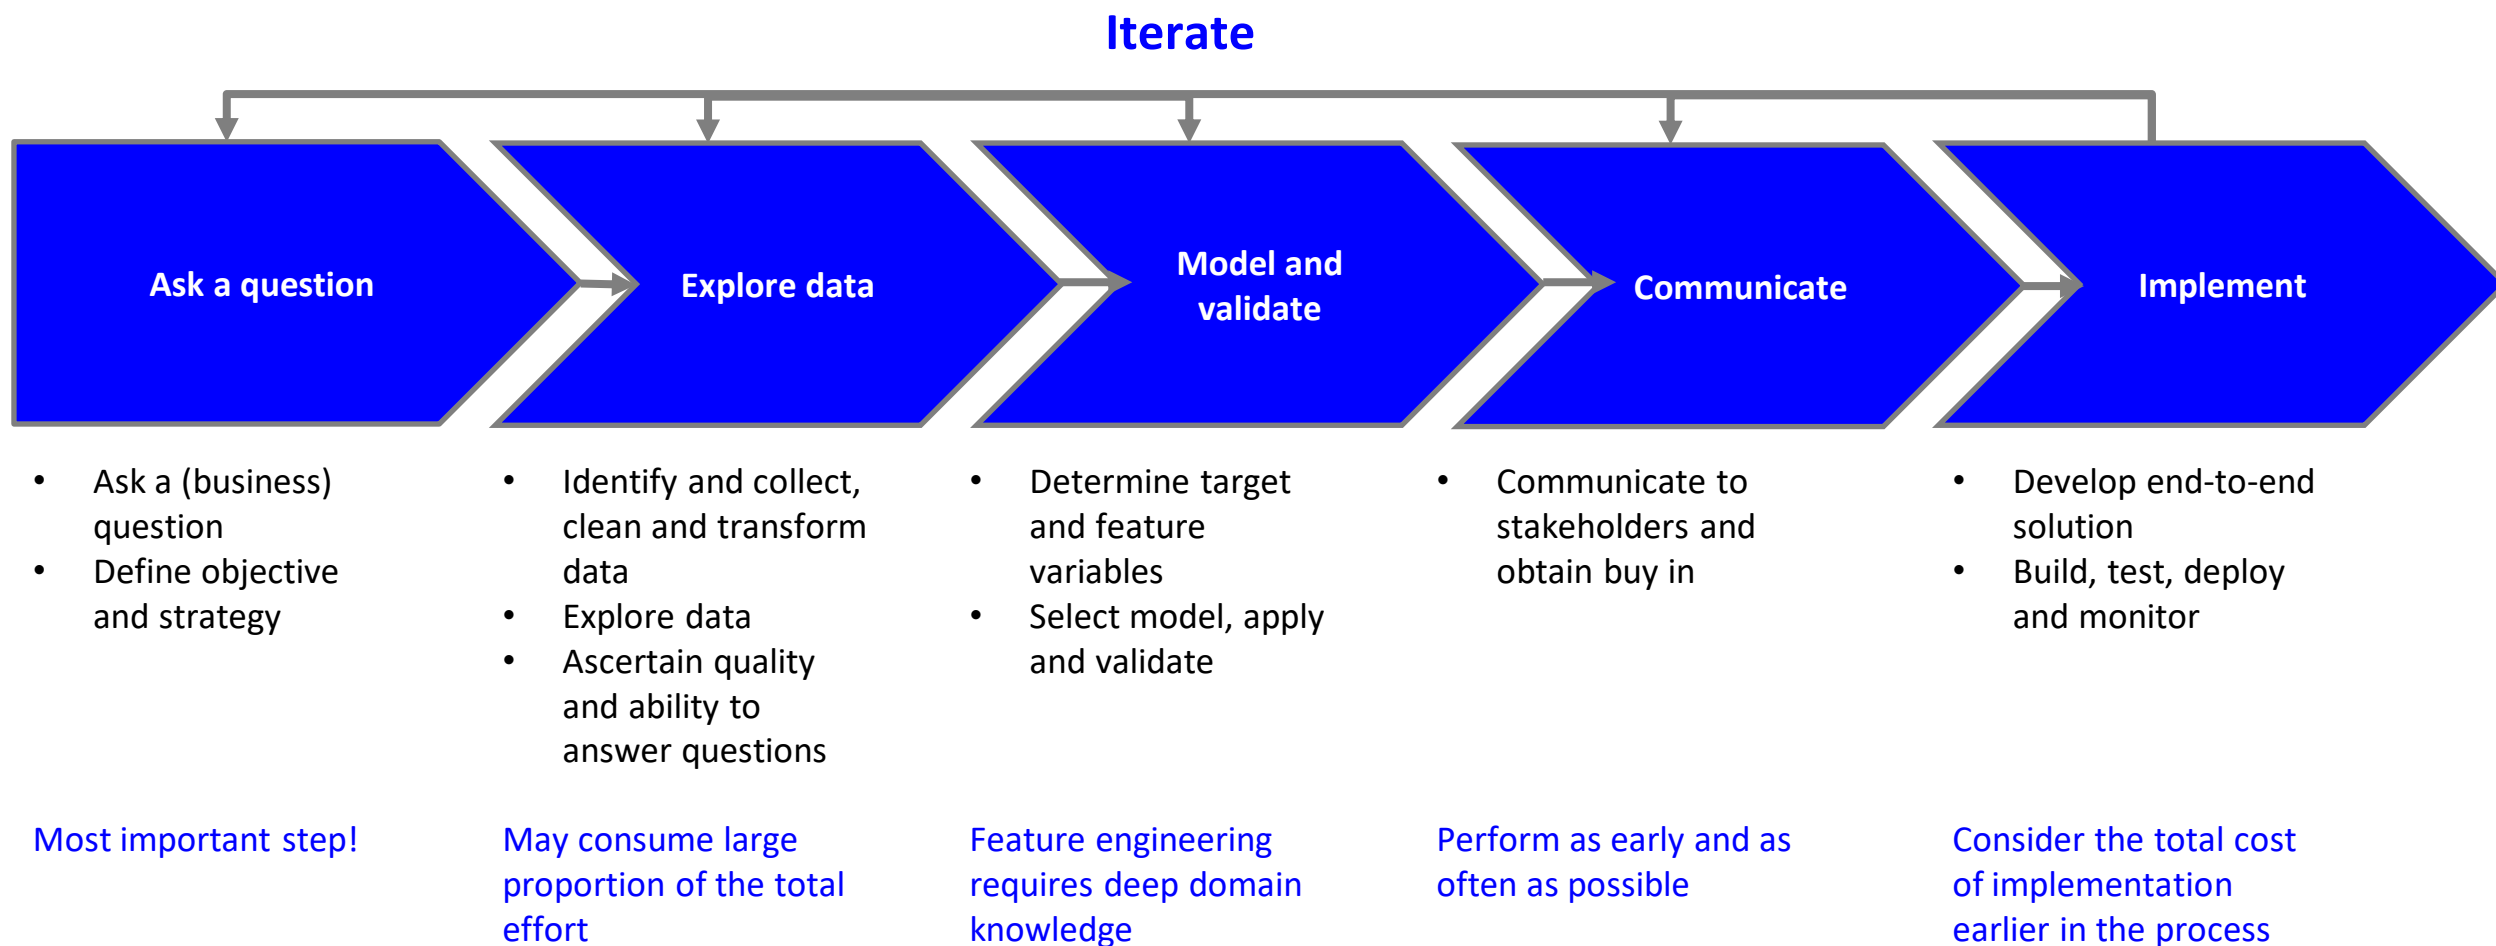 Iterate
Ask a question
Explore data
Model and
validate
Communicate
Implement
• Ask a (business)
question
• Define objective
and strategy
• Identify and collect,
clean and transform
data
• Explore data
• Ascertain quality
and ability to
answer questions
• Determine target
and feature
variables
• Select model, apply
and validate
• Communicate to
stakeholders and
obtain buy in
• Develop end-to-end
solution
• Build, test, deploy
and monitor
Most important step!
May consume large
proportion of the total
effort
Feature engineering
requires deep domain
knowledge
Perform as early and as
often as possible
Consider the total cost
of implementation
earlier in the process